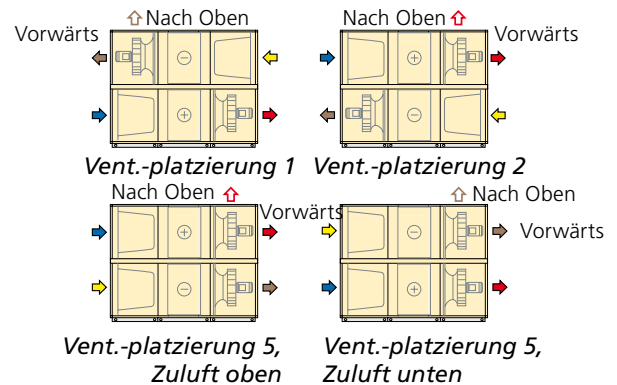 Nach Oben
Vorwärts
Nach Oben
Vorwärts
Vent.-platzierung 1
Vent.-platzierung 2
Nach Oben
Vorwärts
Nach Oben
Vorwärts
Vent.-platzierung 5,
Zuluft oben
Vent.-platzierung 5,
Zuluft unten